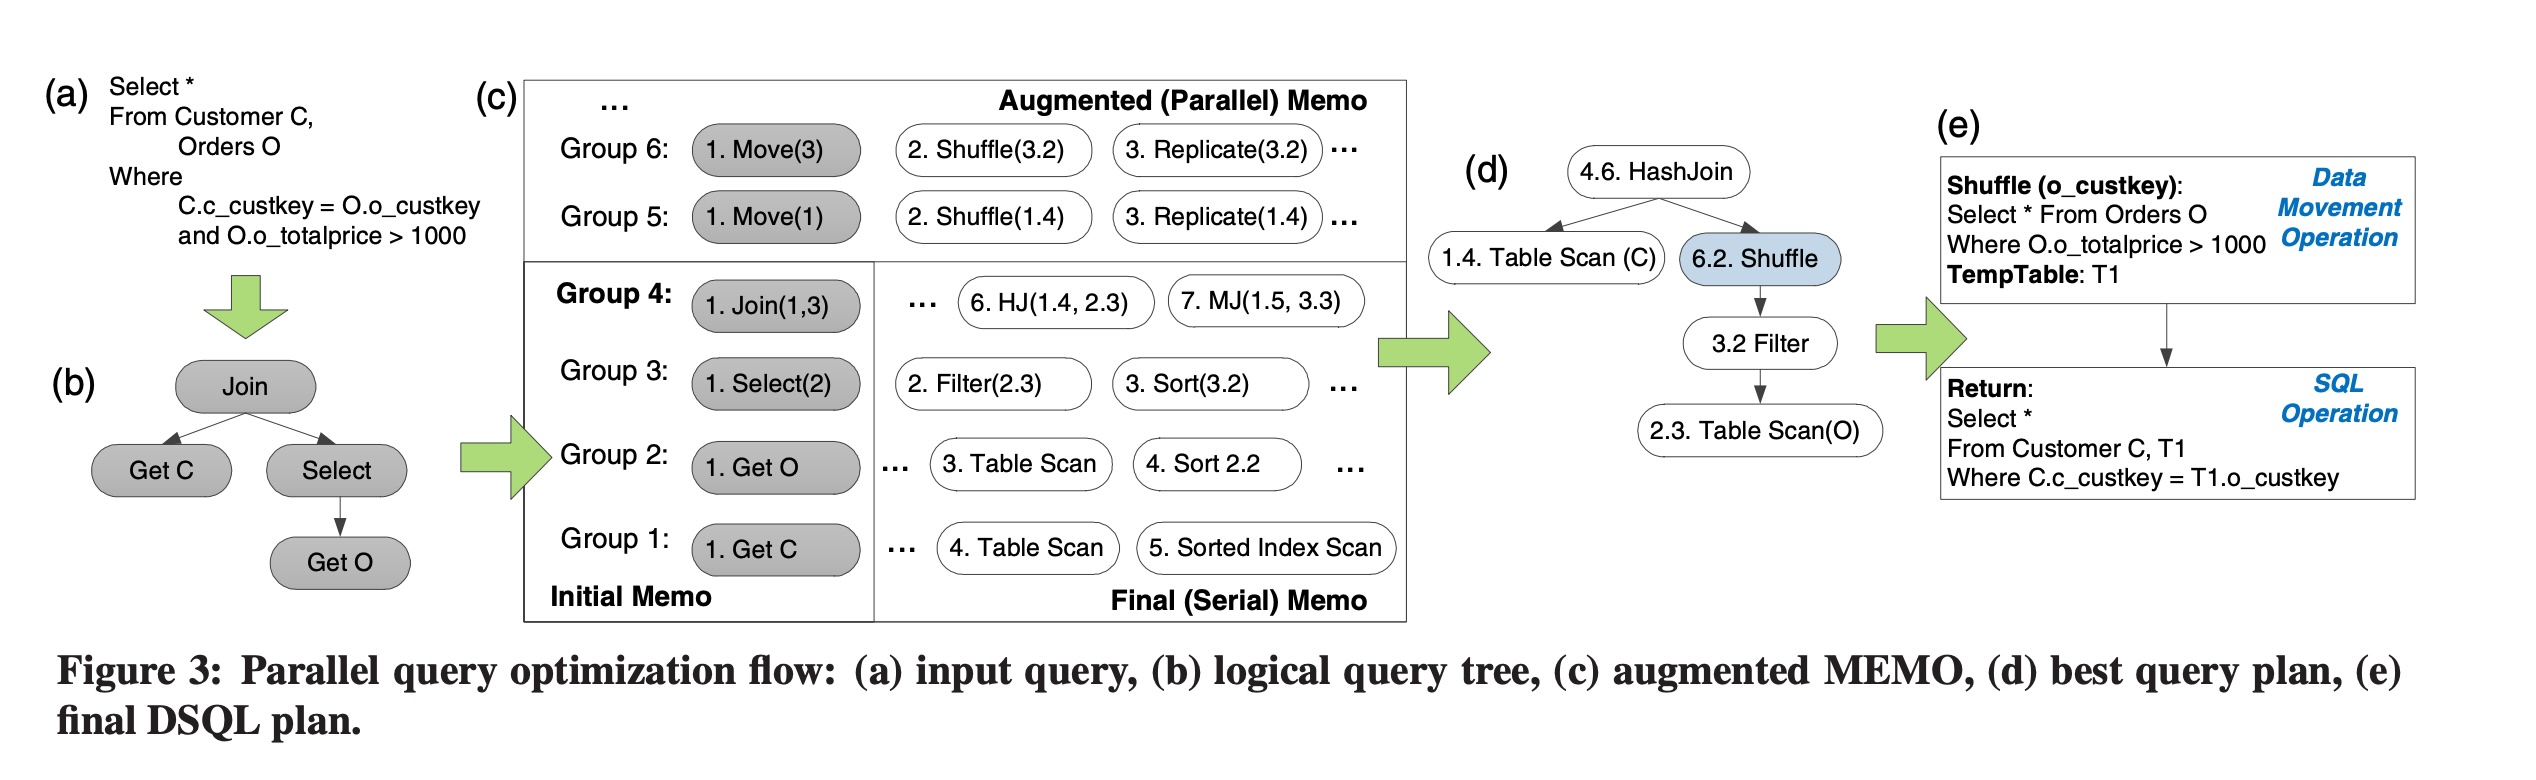 (a)
Select *
From Customer C,
Orders O
Where
C.c_custkey = O.o_custkey
and O.o_totalprice > 1000
(b)
Join
Get C
Select
Get O
(c)
... Augmented (Parallel) Memo
Group 6: 1. Move(3) 2. Shuffle(3.2) 3. Replicate(3.2) ...
Group 5: 1. Move(1) 2. Shuffle(1.4) 3. Replicate(1.4) ...
Group 4: 1. Join(1,3) ... 6. HJ(1.4, 2.3) 7. MJ(1.5, 3.3)
Group 3: 1. Select(2) 2. Filter(2.3) 3. Sort(3.2) ...
Group 2: 1. Get O ... 3. Table Scan 4. Sort 2.2 ...
Group 1: 1. Get C ... 4. Table Scan 5. Sorted Index Scan
Initial Memo Final (Serial) Memo
(d)
4.6. HashJoin
1.4. Table Scan (C)
6.2. Shuffle
3.2 Filter
2.3. Table Scan(O)
(e)
Shuffle (o_custkey):
Select * From Orders O
Where O.o_totalprice > 1000
TempTable: T1
Data
Movement
Operation
Return:
Select *
From Customer C, T1
Where C.c_custkey = T1.o_custkey
SQL
Operation
Figure 3: Parallel query optimization flow: (a) input query, (b) logical query tree, (c) augmented MEMO, (d) best query plan, (e)
final DSQL plan.